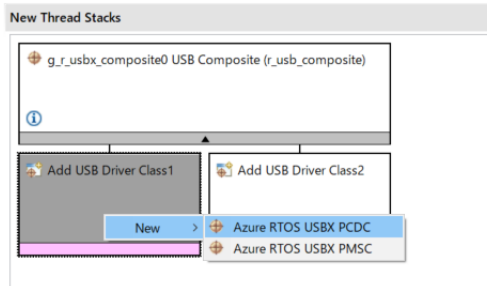 New Thread Stacks
g_r_usbx_composite0 USB Composite (r_usb_composite)
Add USB Driver Class1
Add USB Driver Class2
New
Azure RTOS USBX PCDC
Azure RTOS USBX PMSC